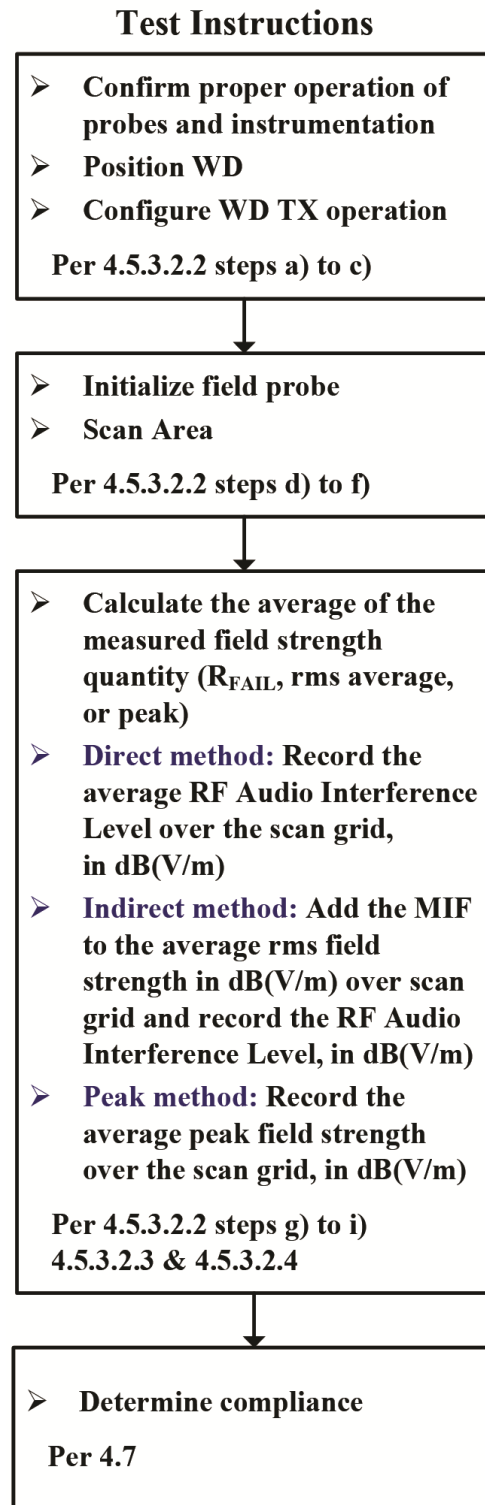 Test Instructions
➤ Confirm proper operation of
probes and instrumentation
➤ Position WD
➤ Configure WD TX operation
Per 4.5.3.2.2 steps a) to c)
➤ Initialize field probe
➤ Scan Area
Per 4.5.3.2.2 steps d) to f)
➤ Calculate the average of the
measured field strength
quantity (R_FAIL, rms average,
or peak)
➤ Direct method: Record the
average RF Audio Interference
Level over the scan grid,
in dB(V/m)
➤ Indirect method: Add the MIF
to the average rms field
strength in dB(V/m) over scan
grid and record the RF Audio
Interference Level, in dB(V/m)
➤ Peak method: Record the
average peak field strength
over the scan grid, in dB(V/m)
Per 4.5.3.2.2 steps g) to i)
4.5.3.2.3 & 4.5.3.2.4
➤ Determine compliance
Per 4.7